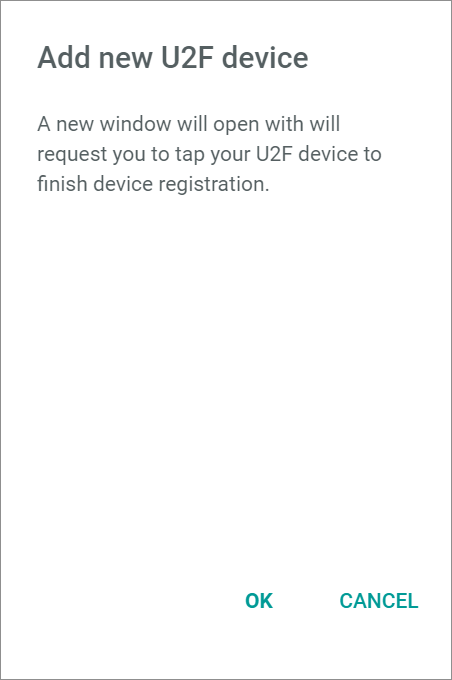 Add new U2F device
A new window will open with will
request you to tap your U2F device to
finish device registration.
OK CANCEL